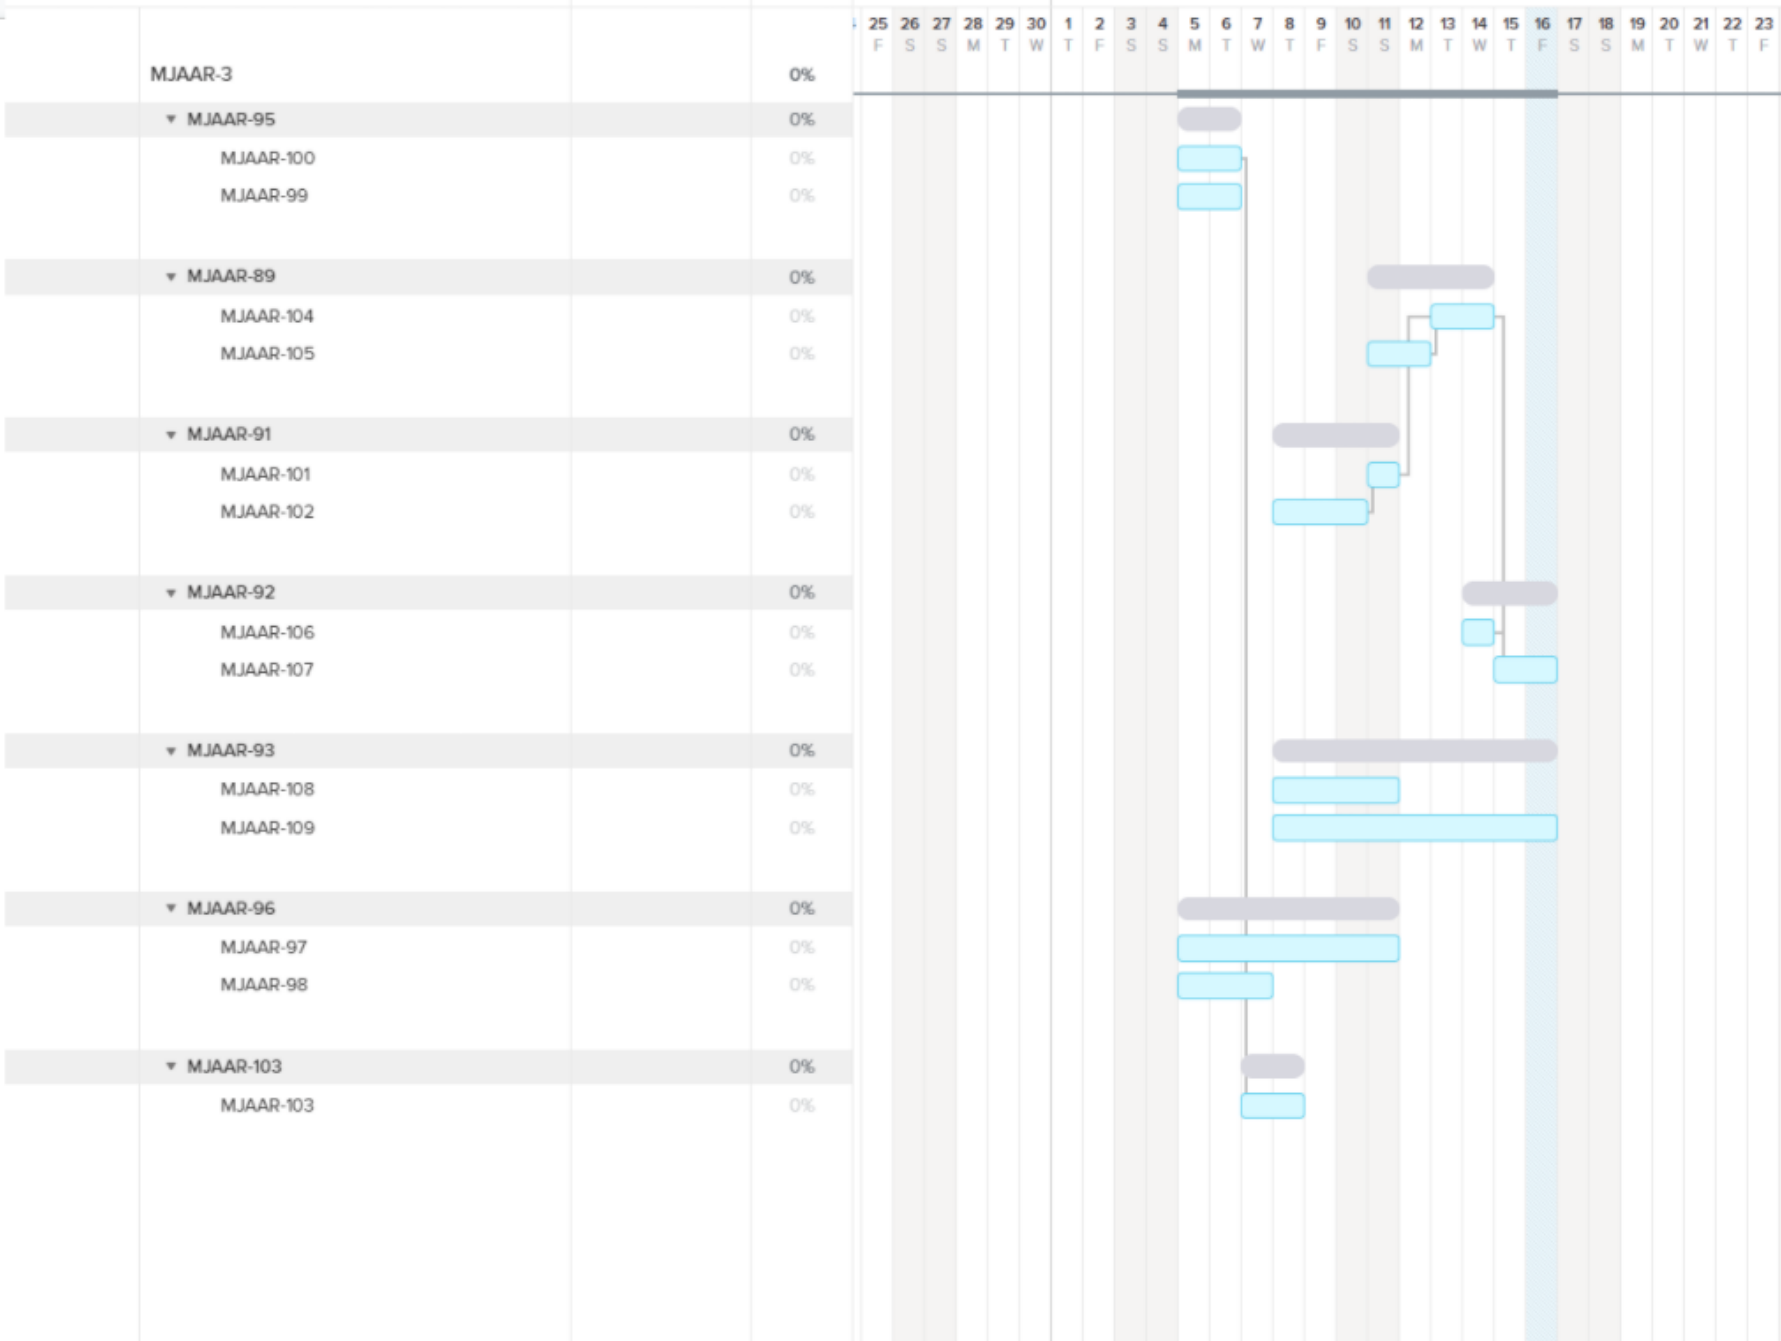 25 26 27 28 29 30 1 2 3 4 5 6 7 8 9 10 11 12 13 14 15 16 17 18 19 20 21 22 23
F S S M T W T F S S M T W T F S S M T W T F S S M T W T F
MJAAR-3 0%
▼ MJAAR-95 0%
MJAAR-100 0%
MJAAR-99 0%
▼ MJAAR-89 0%
MJAAR-104 0%
MJAAR-105 0%
▼ MJAAR-91 0%
MJAAR-101 0%
MJAAR-102 0%
▼ MJAAR-92 0%
MJAAR-106 0%
MJAAR-107 0%
▼ MJAAR-93 0%
MJAAR-108 0%
MJAAR-109 0%
▼ MJAAR-96 0%
MJAAR-97 0%
MJAAR-98 0%
▼ MJAAR-103 0%
MJAAR-103 0%